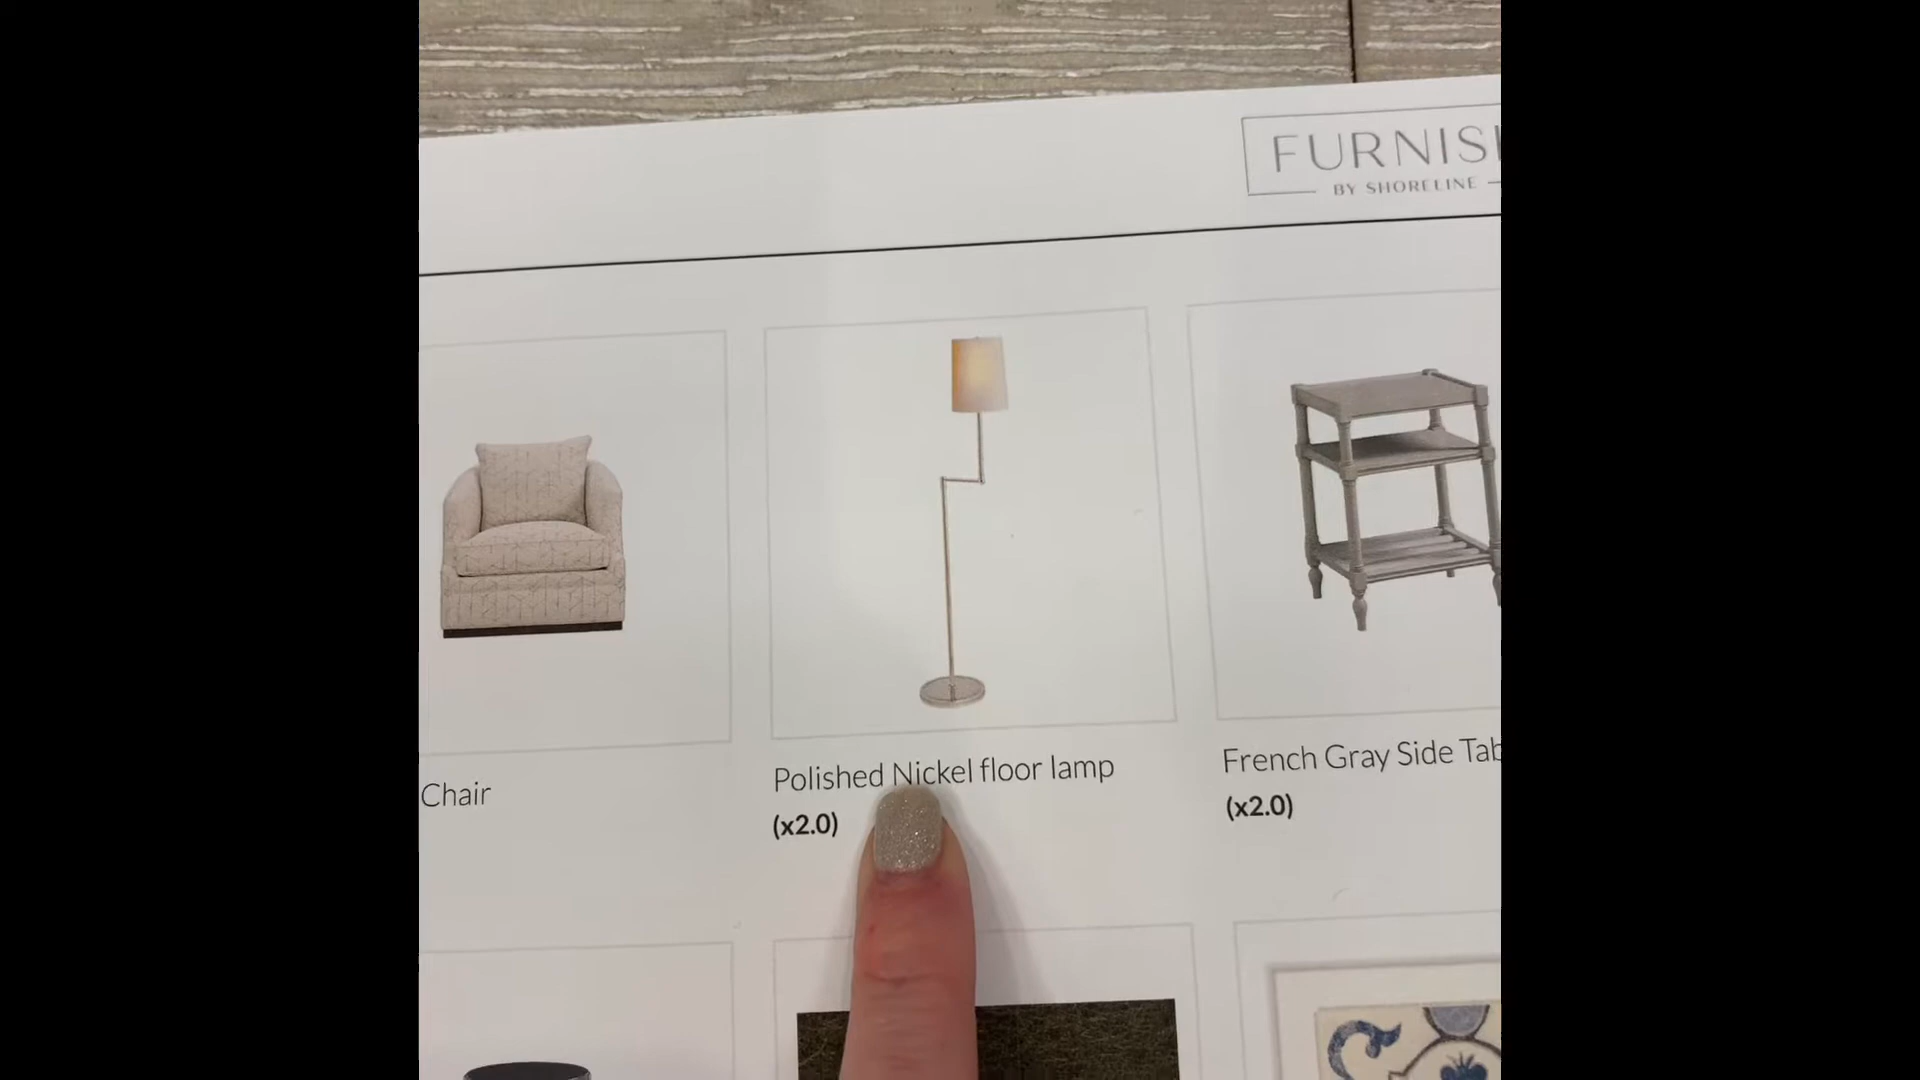 FURNIS
BY SHORELINE
Chair
Polished Nickel floor lamp
(x2.0)
French Gray Side Tab
(x2.0)